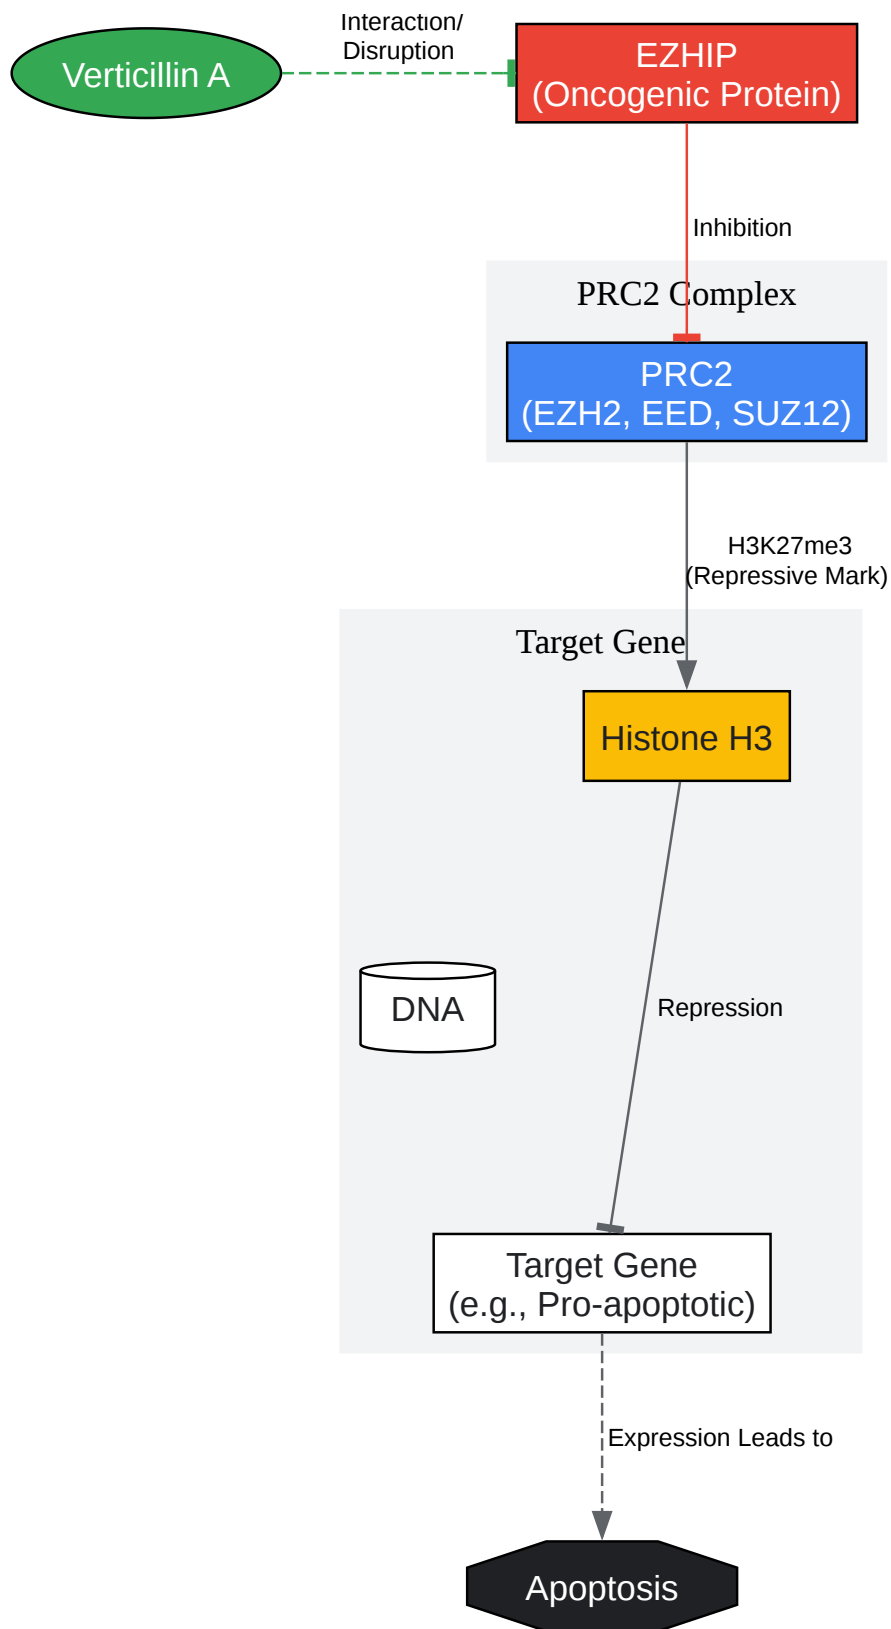 Interaction/
Disruption
Verticillin A
EZHIP
(Oncogenic Protein)
Inhibition
PRC2 Complex
PRC2
(EZH2, EED, SUZ12)
H3K27me3
(Repressive Mark)
Target Gene
Histone H3
DNA
Repression
Target Gene
(e.g., Pro-apoptotic)
Expression Leads to
Apoptosis